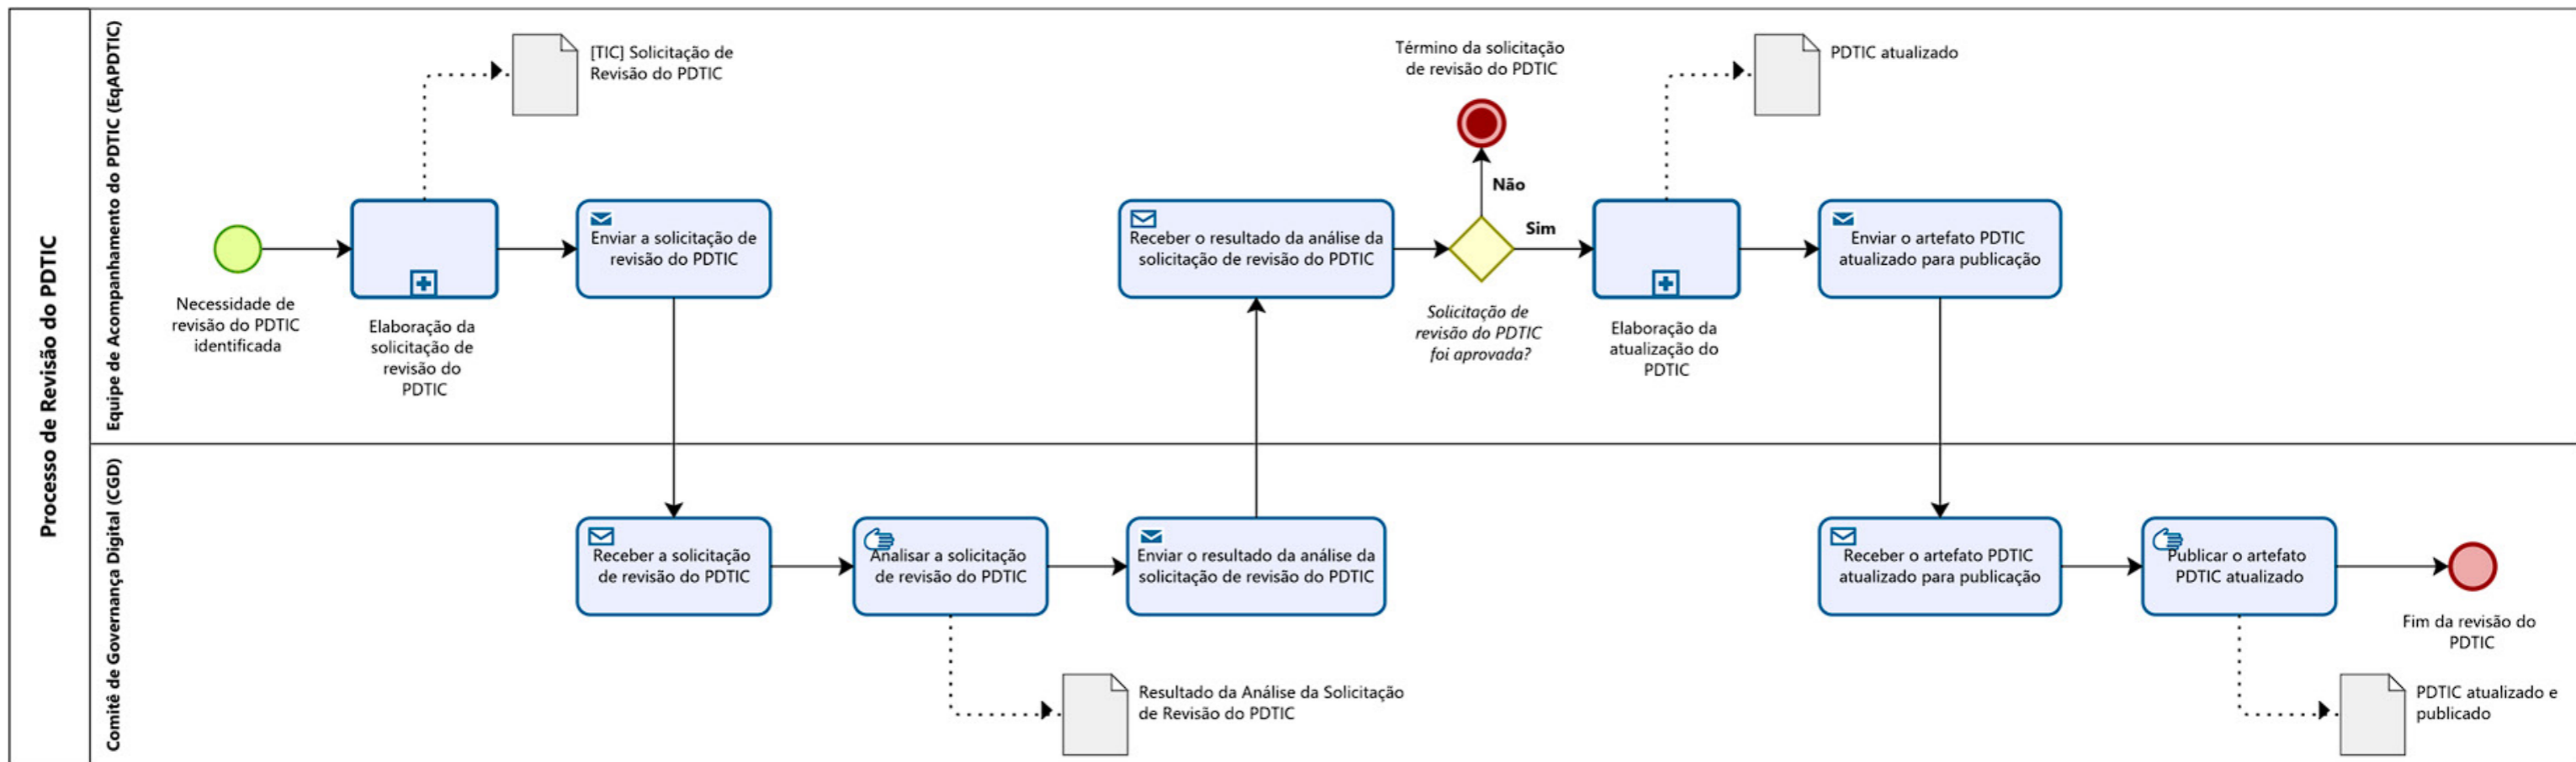 Processo de Revisão do PDTIC
Equipe de Acompanhamento do PDTIC (EqAPDTIC)
[TIC] Solicitação de
Revisão do PDTIC
Necessidade de
revisão do PDTIC
identificada
Elaboração da
solicitação de
revisão do
PDTIC
Enviar a solicitação de
revisão do PDTIC
Receber o resultado da análise da
solicitação de revisão do PDTIC
Término da solicitação
de revisão do PDTIC
Não
Sim
Solicitação de
revisão do PDTIC
foi aprovada?
Elaboração da
atualização do
PDTIC
PDTIC atualizado
Enviar o artefato PDTIC
atualizado para publicação
Comitê de Governança Digital (CGD)
Receber a solicitação
de revisão do PDTIC
Analisar a solicitação
de revisão do PDTIC
Enviar o resultado da análise da
solicitação de revisão do PDTIC
Resultado da Análise da Solicitação
de Revisão do PDTIC
Receber o artefato PDTIC
atualizado para publicação
Publicar o artefato
PDTIC atualizado
Fim da revisão do
PDTIC
PDTIC atualizado e
publicado